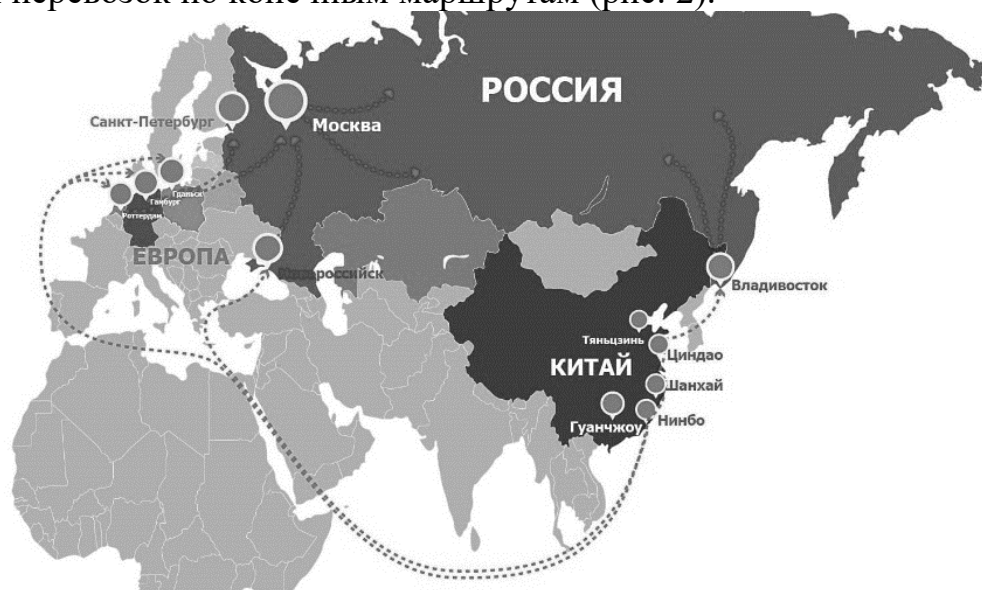 перевозок по конечным маршрутам (рис. 2).
РОССИЯ
Санкт-Петербург
Москва
Гданьск
Гамбург
Роттердам
ЕВРОПА
Новороссийск
Владивосток
Тяньцзинь
Циндао
КИТАЙ
Шанхай
Гуанчжоу
Нинбо